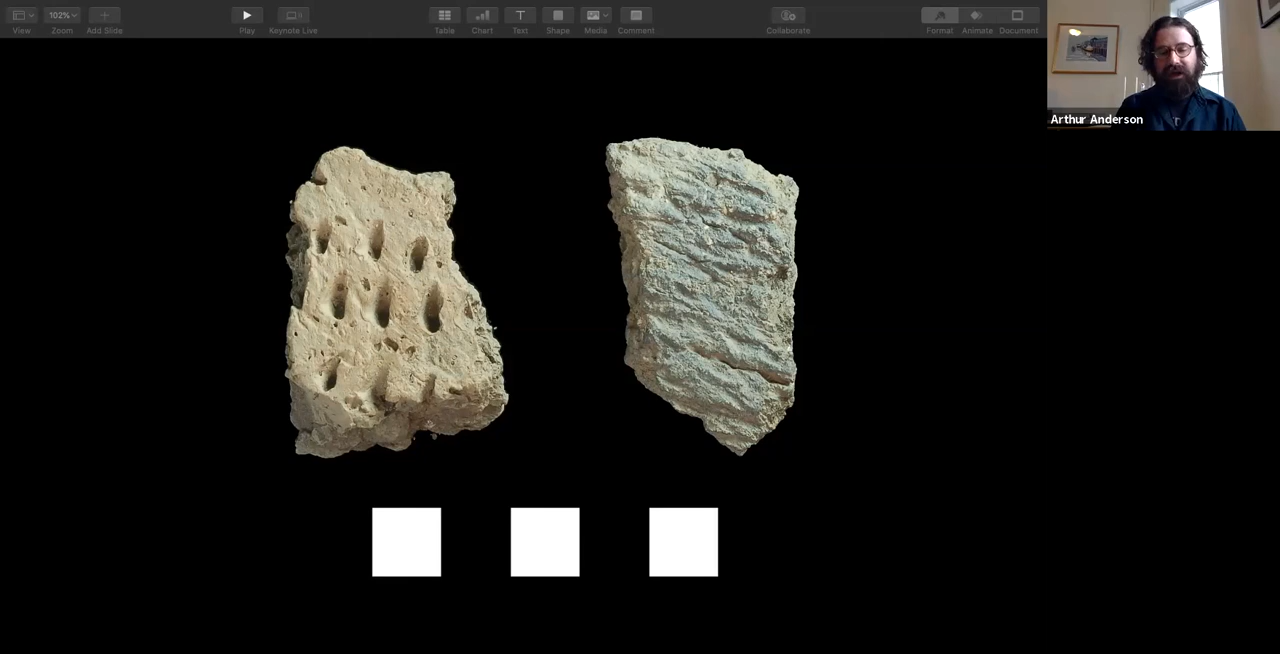 102%
View Zoom Add Slide Play Keynote Live Table Chart Text Shape Media Comment Collaborate Format Animate Document
Arthur Anderson